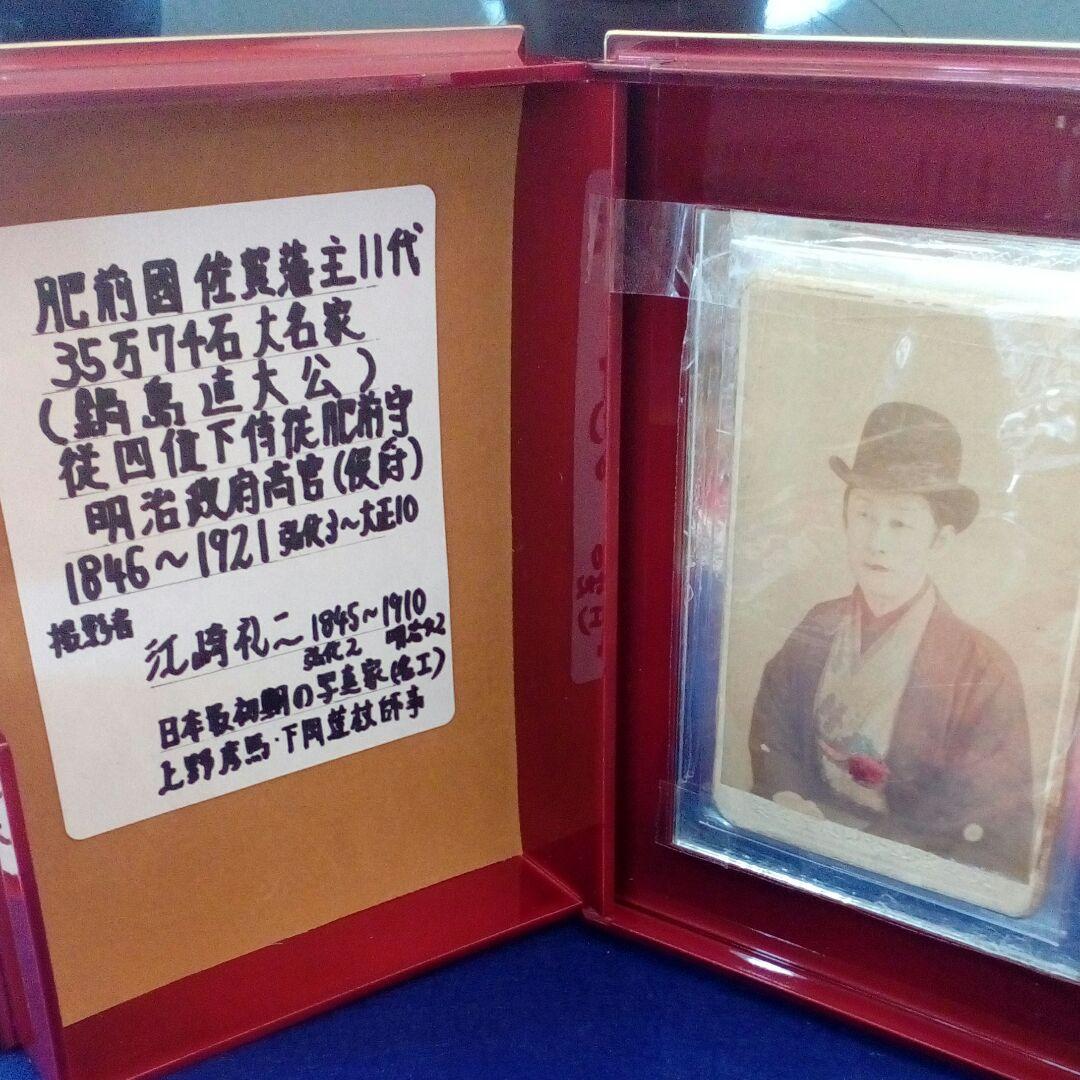 肥前國佐賀藩主11代
35万7千石大名家
(鍋島直大公)
従四位下侍従肥前守
明治政府高官(侯爵)
1846～1921 弘化3～大正10
撮影者 江崎礼二 1845～1910
弘化2 明治42
日本最初期の写真家(名工)
上野彦馬・下岡蓮杖師事